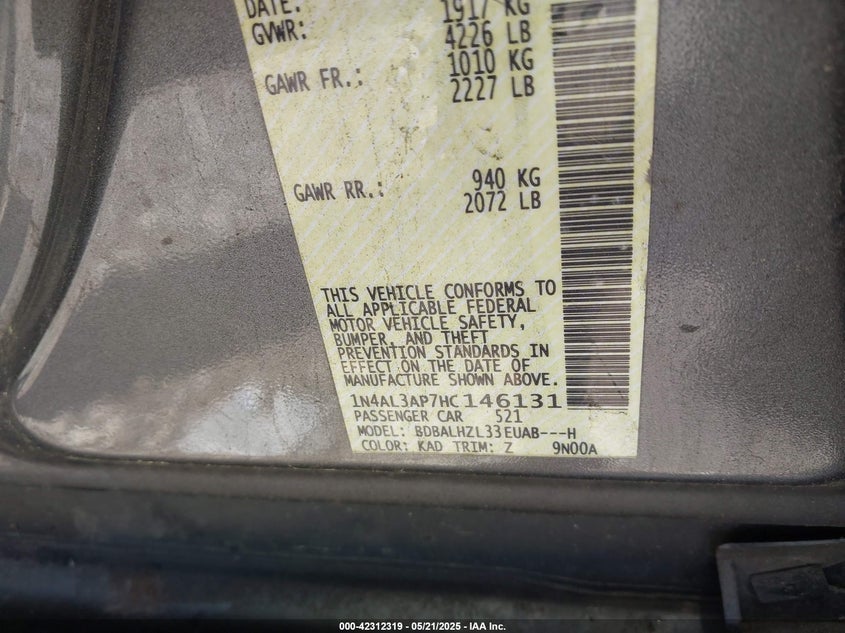 DATE: 1917 KG
GVWR: 4226 LB
1010 KG
GAWR FR.: 2227 LB
940 KG
GAWR RR.: 2072 LB
THIS VEHICLE CONFORMS TO
ALL APPLICABLE FEDERAL
MOTOR VEHICLE SAFETY,
BUMPER, AND THEFT
PREVENTION STANDARDS IN
EFFECT ON THE DATE OF
MANUFACTURE SHOWN ABOVE.
1N4AL3AP7HC146131
PASSENGER CAR 521
MODEL: BDBALHZL33EUAB---H
COLOR: KAD TRIM: Z 9N00A
000-42312319 / 05/21/2025 - IAA Inc.